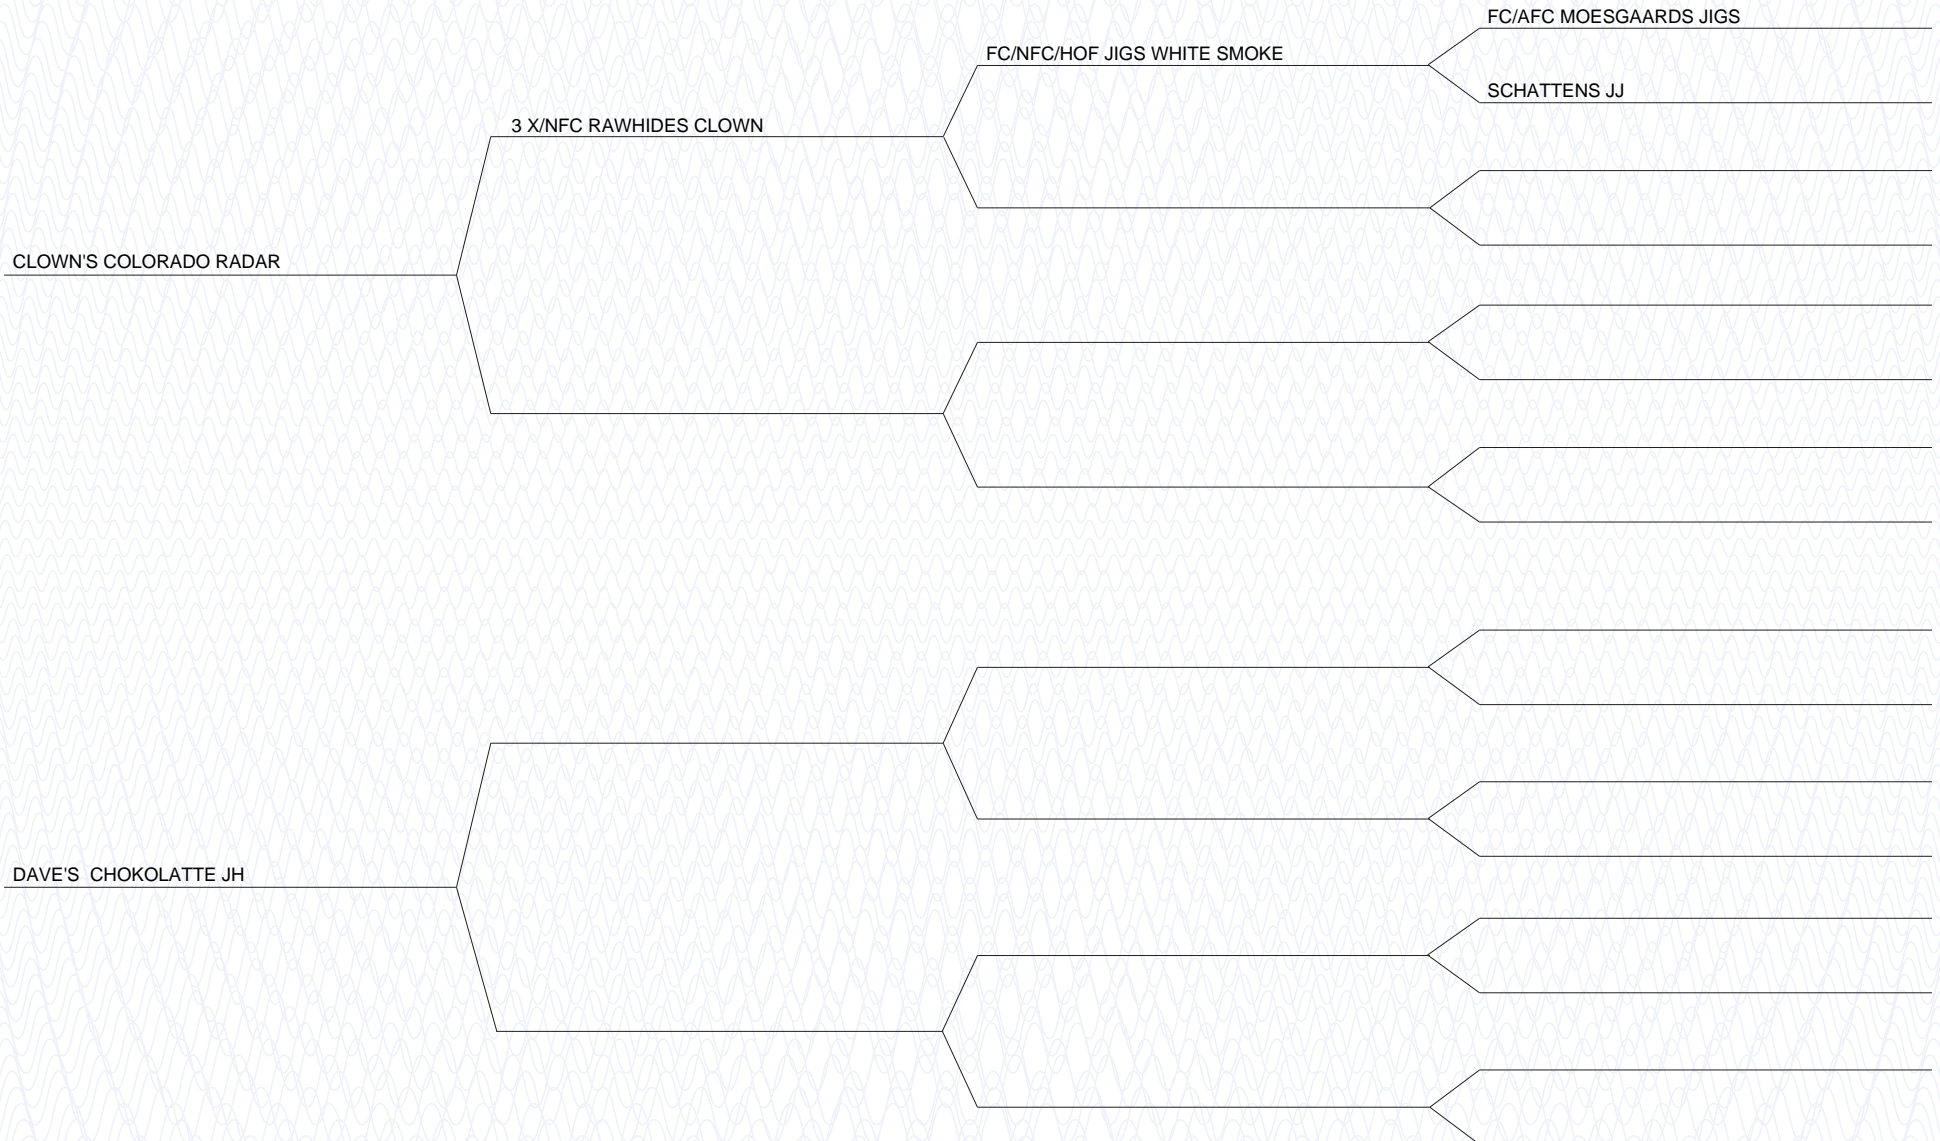 FC/AFC MOESGAARDS JIGS
FC/NFC/HOF JIGS WHITE SMOKE
SCHATTENS JJ
3 X/NFC RAWHIDES CLOWN
CLOWN'S COLORADO RADAR
DAVE'S  CHOKOLATTE JH